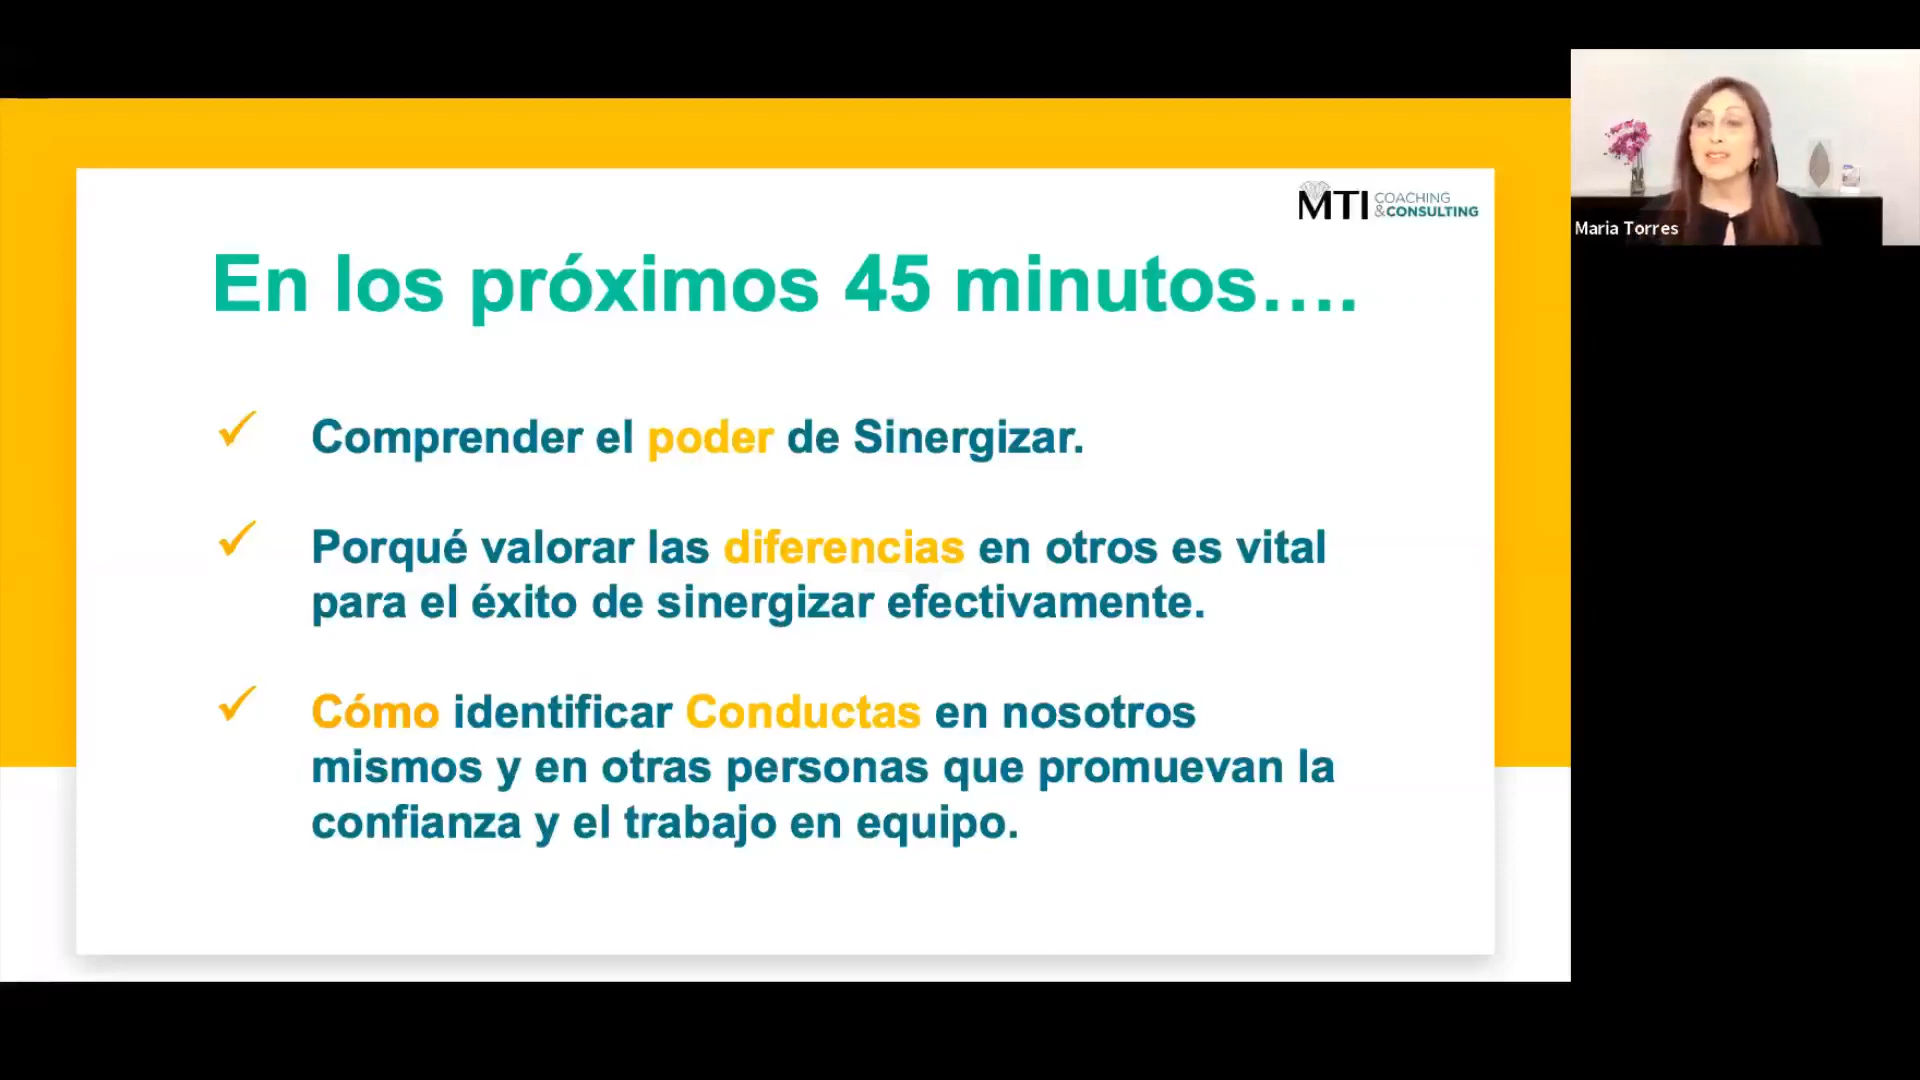 MTI COACHING
&CONSULTING
En los próximos 45 minutos....
Comprender el poder de Sinergizar.
Porqué valorar las diferencias en otros es vital
para el éxito de sinergizar efectivamente.
Cómo identificar Conductas en nosotros
mismos y en otras personas que promuevan la
confianza y el trabajo en equipo.
Maria Torres